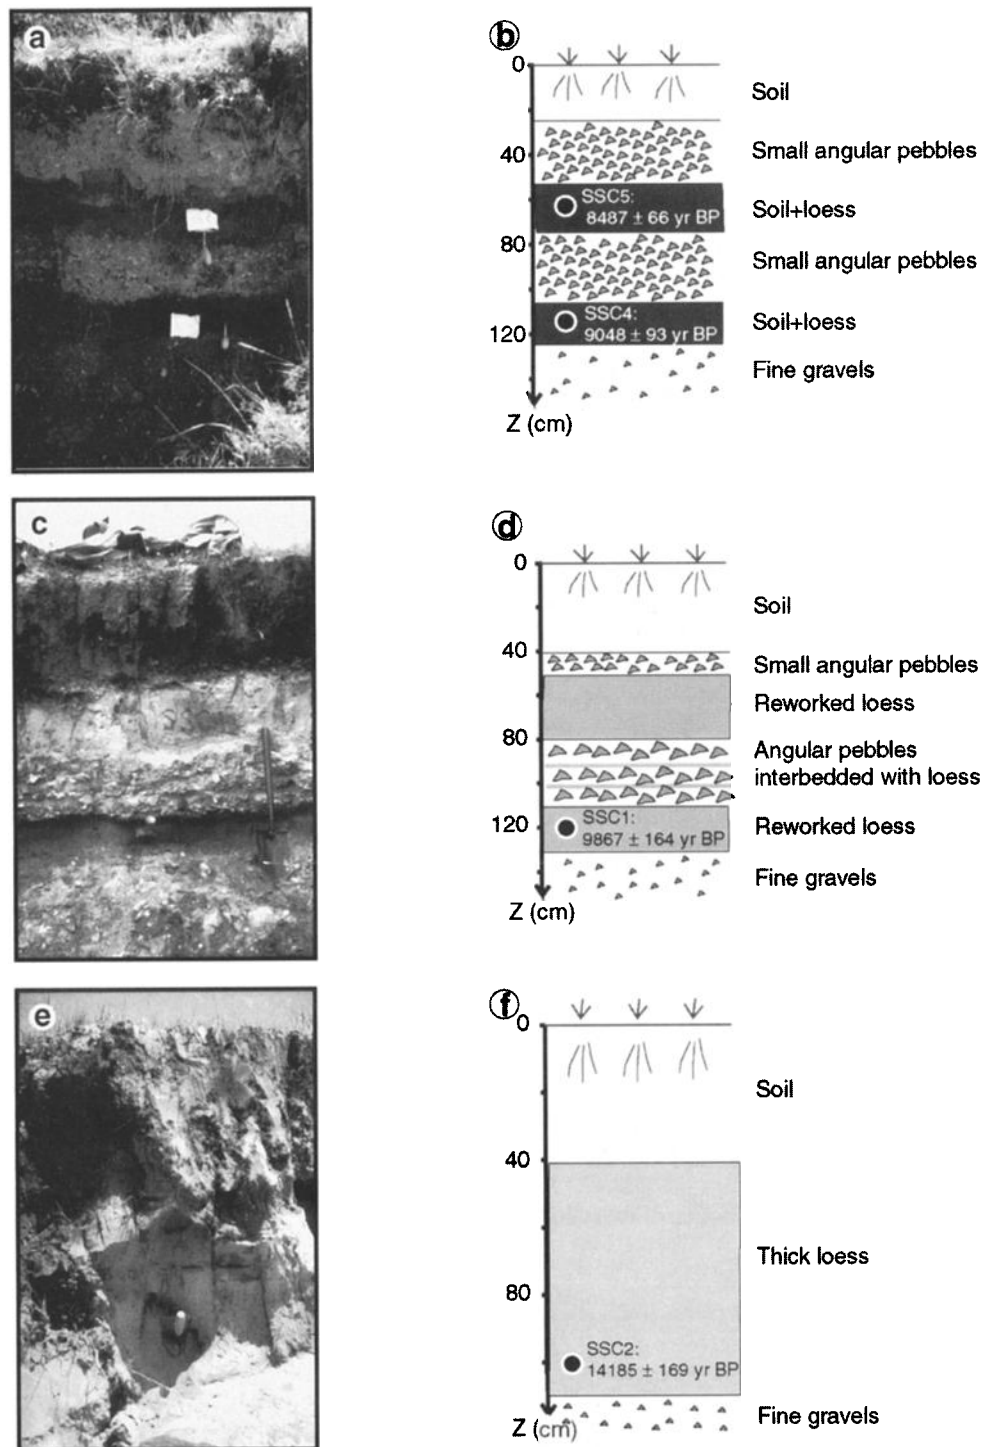 a
b
0
Soil
40
Small angular pebbles
SSC5:
8487 ± 66 yr BP
Soil+loess
80
Small angular pebbles
SSC4:
9048 ± 93 yr BP
Soil+loess
120
Fine gravels
Z (cm)
c
d
0
Soil
40
Small angular pebbles
Reworked loess
80
Angular pebbles
interbedded with loess
SSC1:
9867 ± 164 yr BP
120
Reworked loess
Fine gravels
Z (cm)
e
f
0
Soil
40
Thick loess
80
SSC2:
14185 ± 169 yr BP
Fine gravels
Z (cm)